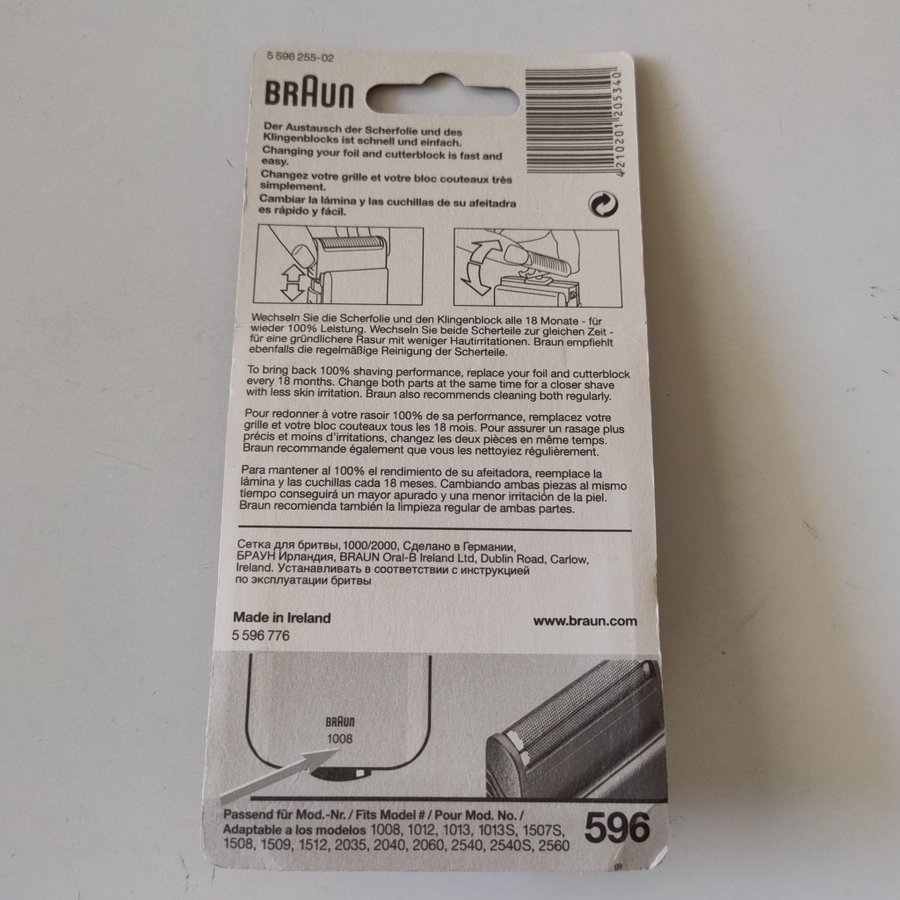 5 596 255-02
BRAUN
4 210201 205340
Der Austausch der Scherfolie und des
Klingenblocks ist schnell und einfach.
Changing your foil and cutterblock is fast and
easy.
Changez votre grille et votre bloc couteaux très
simplement.
Cambiar la lámina y las cuchillas de su afeitadra
es rápido y fácil.
Wechseln Sie die Scherfolie und den Klingenblock alle 18 Monate - für
wieder 100% Leistung. Wechseln Sie beide Scherteile zur gleichen Zeit -
für eine gründlichere Rasur mit weniger Hautirritationen. Braun empfiehlt
ebenfalls die regelmäßige Reinigung der Scherteile.
To bring back 100% shaving performance, replace your foil and cutterblock
every 18 months. Change both parts at the same time for a closer shave
with less skin irritation. Braun also recommends cleaning both regularly.
Pour redonner à votre rasoir 100% de sa performance, remplacez votre
grille et votre bloc couteaux tous les 18 mois. Pour assurer un rasage plus
précis et moins d'irritations, changez les deux pièces en même temps.
Braun recommande également que vous les nettoyiez régulièrement.
Para mantener al 100% el rendimiento de su afeitadora, reemplace la
lámina y las cuchillas cada 18 meses. Cambiando ambas piezas al mismo
tiempo conseguirá un mayor apurado y una menor irritación de la piel.
Braun recomienda también la limpieza regular de ambas partes.
Сетка для бритвы, 1000/2000, Сделано в Германии,
БРАУН Ирландия, BRAUN Oral-B Ireland Ltd, Dublin Road, Carlow,
Ireland. Устанавливать в соответствии с инструкцией
по эксплуатации бритвы
Made in Ireland
www.braun.com
5 596 776
BRAUN
1008
Passend für Mod.-Nr. / Fits Model # / Pour Mod. No. /
Adaptable a los modelos 1008, 1012, 1013, 1013S, 1507S,
1508, 1509, 1512, 2035, 2040, 2060, 2540, 2540S, 2560
596